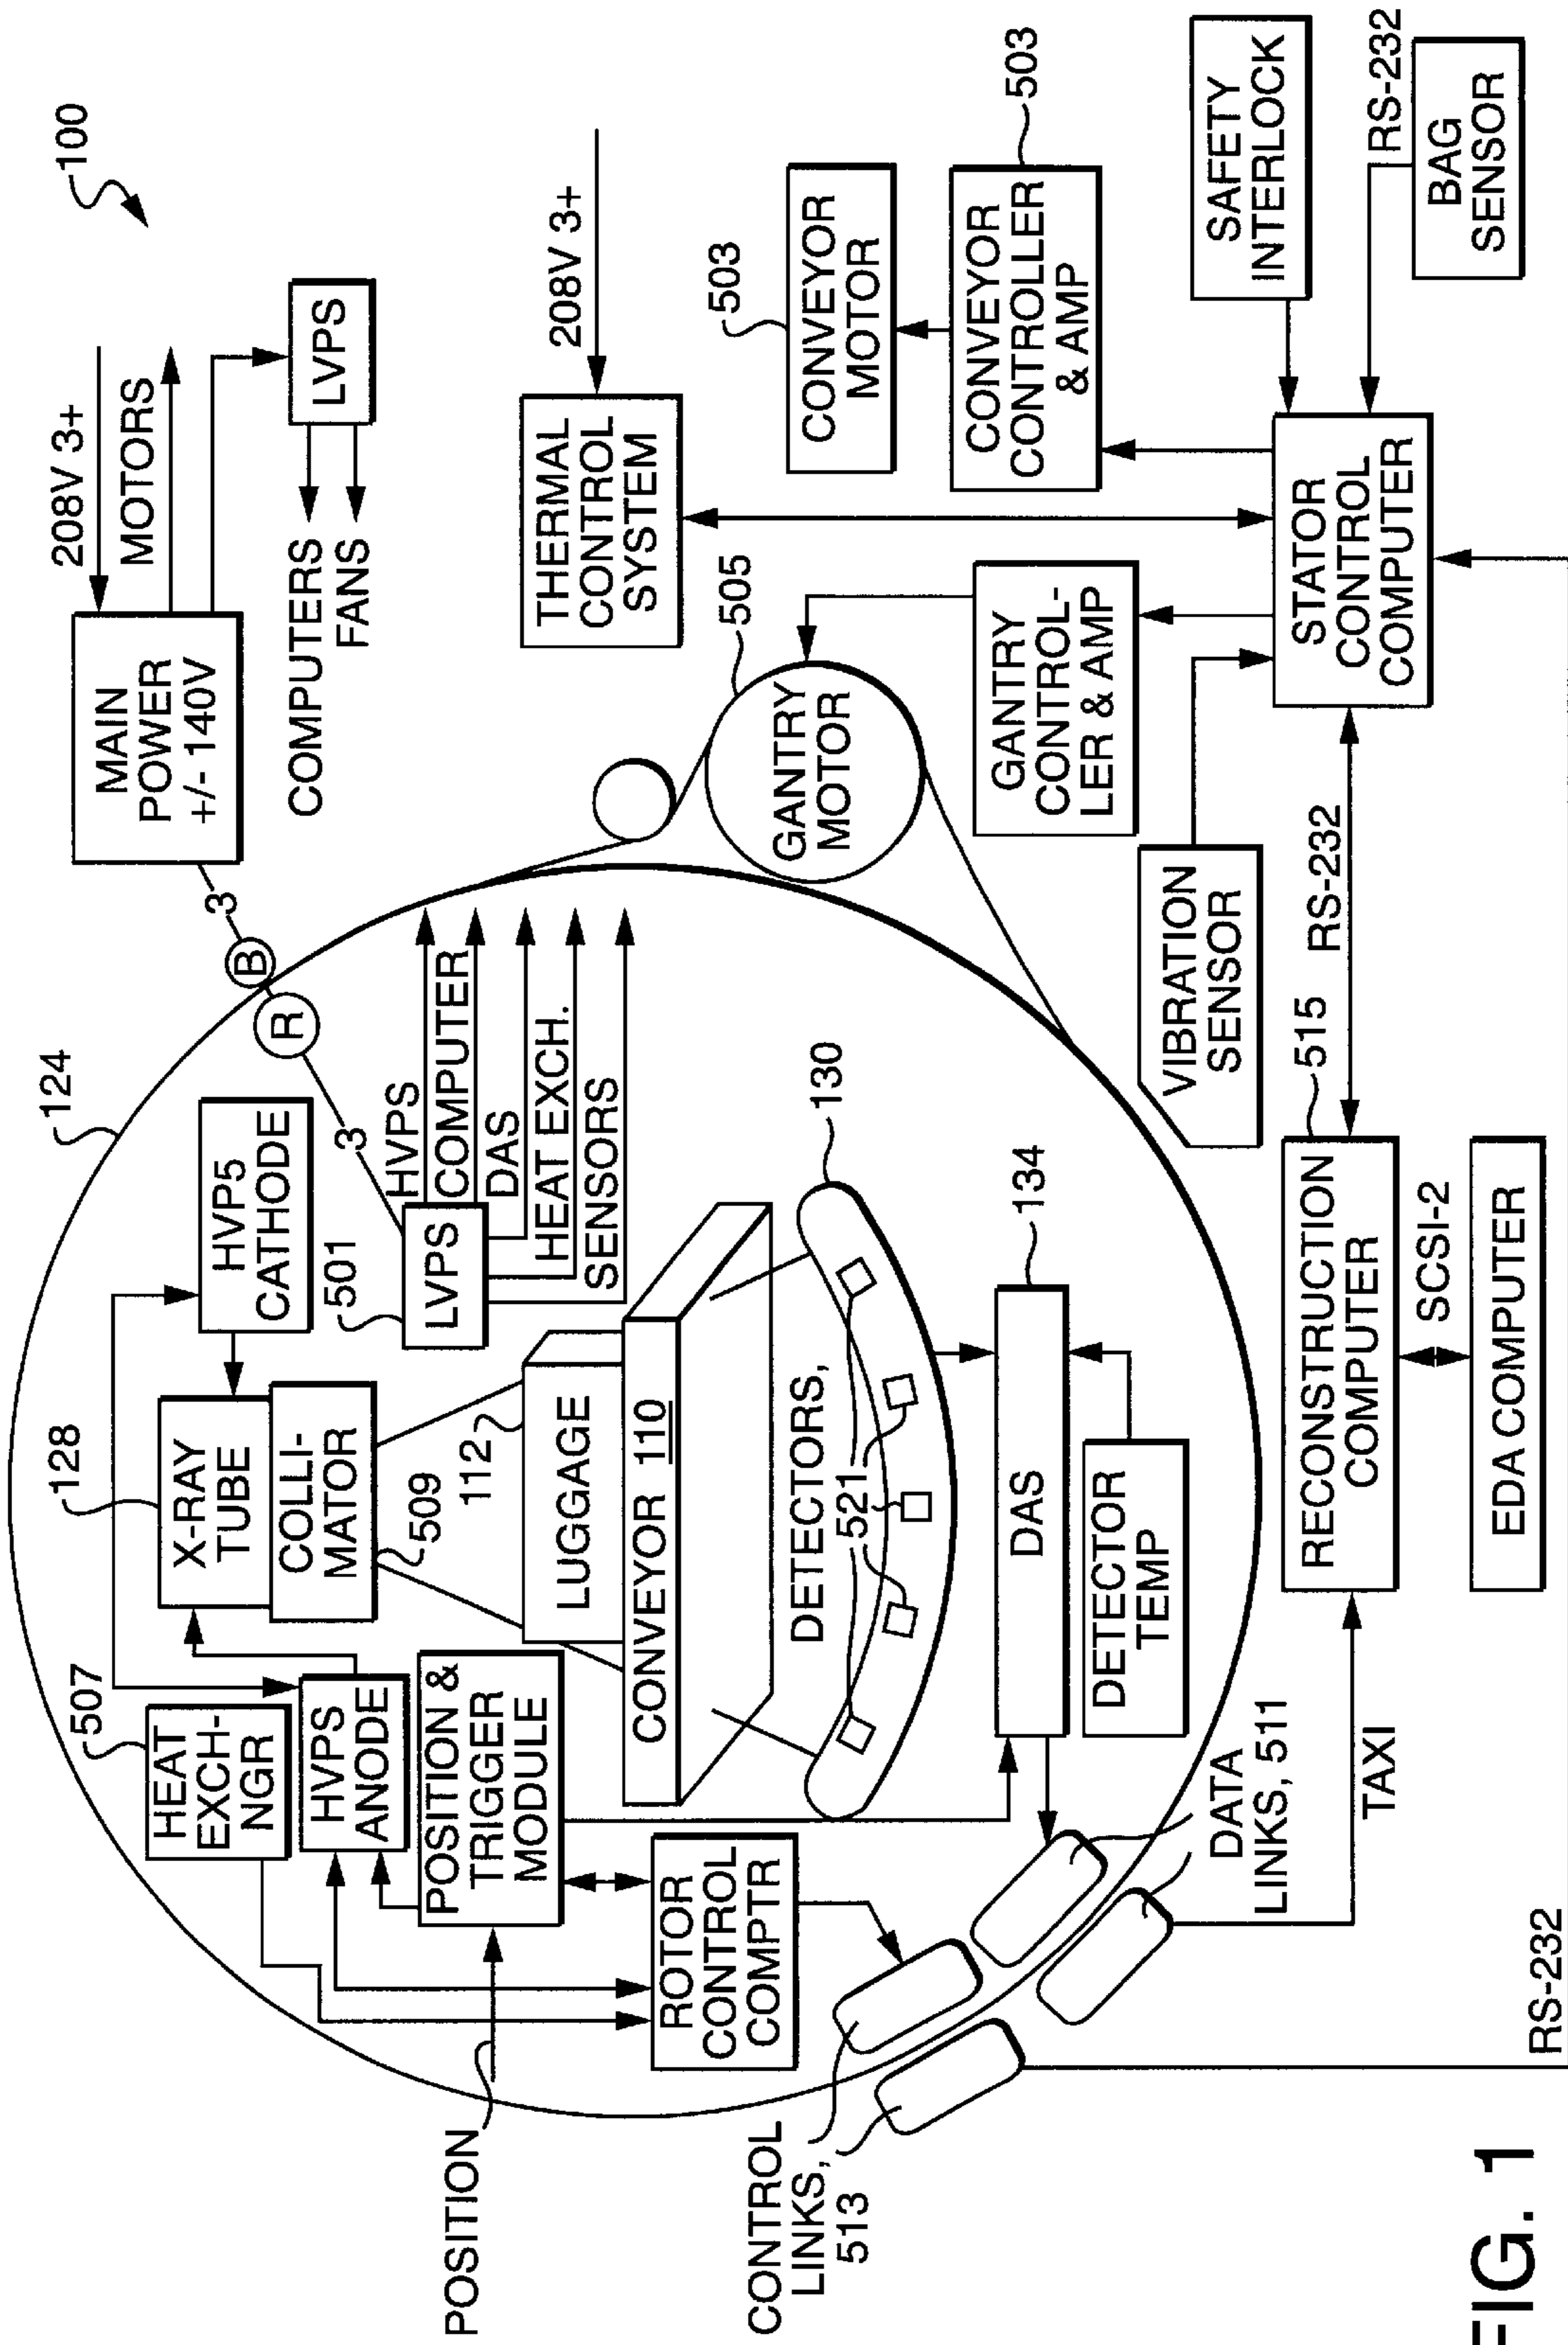 100
208V 3+
MOTORS
MAIN
POWER
+/- 140V
LVPS
COMPUTERS
FANS
3
B
R
3
124
128
X-RAY
TUBE
COLLI-
MATOR
509
HVP5
CATHODE
507
HEAT
EXCH-
NGR
HVPS
ANODE
POSITION &
TRIGGER
MODULE
POSITION
501
LVPS
HVPS
COMPUTER
DAS
HEAT EXCH.
SENSORS
112
LUGGAGE
CONVEYOR 110
DETECTORS,
521
130
134
DAS
DETECTOR
TEMP
ROTOR
CONTROL
COMPTR
CONTROL
LINKS,
513
DATA
LINKS, 511
TAXI
RS-232
505
GANTRY
MOTOR
208V 3+
THERMAL
CONTROL
SYSTEM
503
CONVEYOR
MOTOR
503
CONVEYOR
CONTROLLER
& AMP
GANTRY
CONTROL-
LER & AMP
VIBRATION
SENSOR
SAFETY
INTERLOCK
RS-232
BAG
SENSOR
STATOR
CONTROL
COMPUTER
RS-232
515
RECONSTRUCTION
COMPUTER
SCSI-2
EDA COMPUTER
FIG. 1